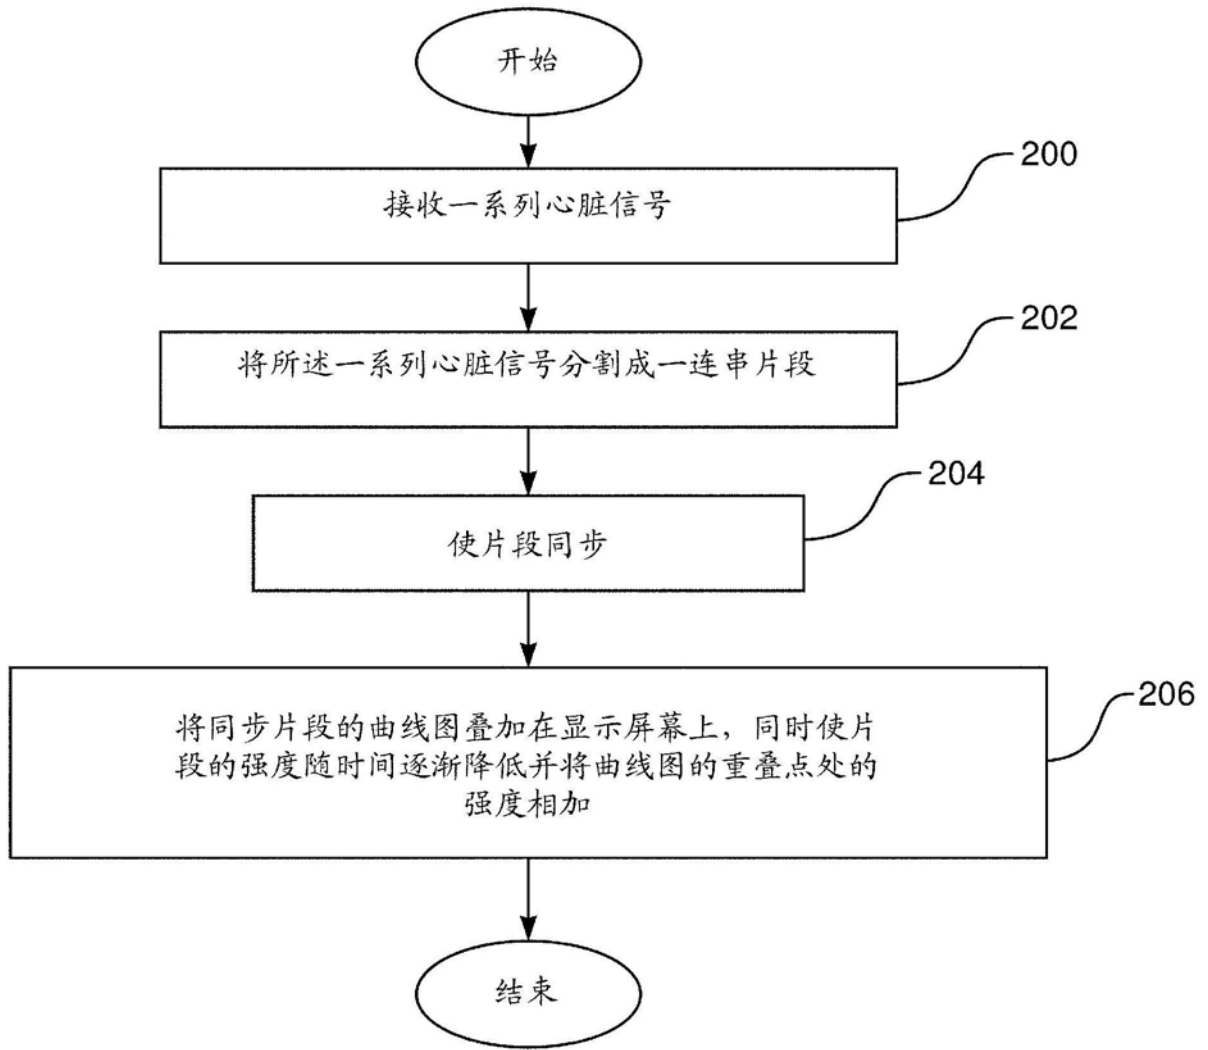 开始
200
接收一系列心脏信号
202
将所述一系列心脏信号分割成一连串片段
204
使片段同步
206
将同步片段的曲线图叠加在显示屏幕上，同时使片
段的强度随时间逐渐降低并将曲线图的重叠点处的
强度相加
结束